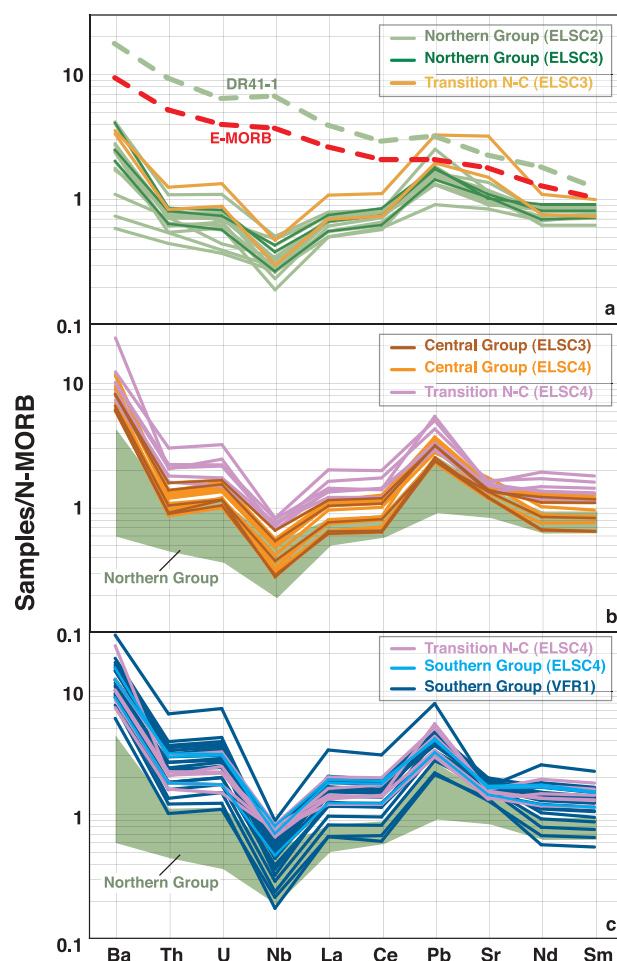 Northern Group (ELSC2)
Northern Group (ELSC3)
Transition N-C (ELSC3)
DR41-1
E-MORB
10
1
a
0.1
Central Group (ELSC3)
Central Group (ELSC4)
Transition N-C (ELSC4)
10
1
Samples/N-MORB
Northern Group
b
0.1
Transition N-C (ELSC4)
Southern Group (ELSC4)
Southern Group (VFR1)
10
1
Northern Group
c
0.1
Ba Th U Nb La Ce Pb Sr Nd Sm